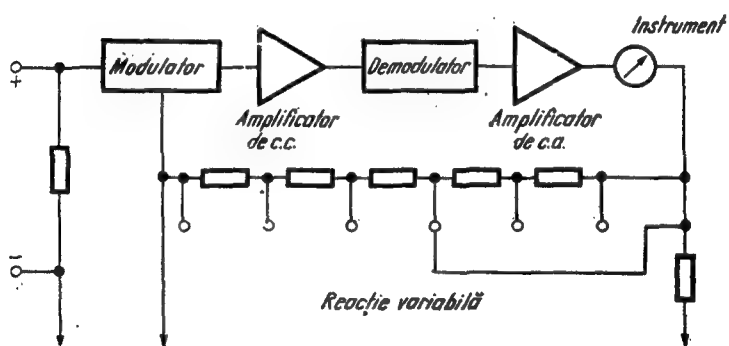 Instrument
+
Modulator
Demodulator
Amplificator
de c.c.
Amplificator
de c.a.
−
Reacție variabilă